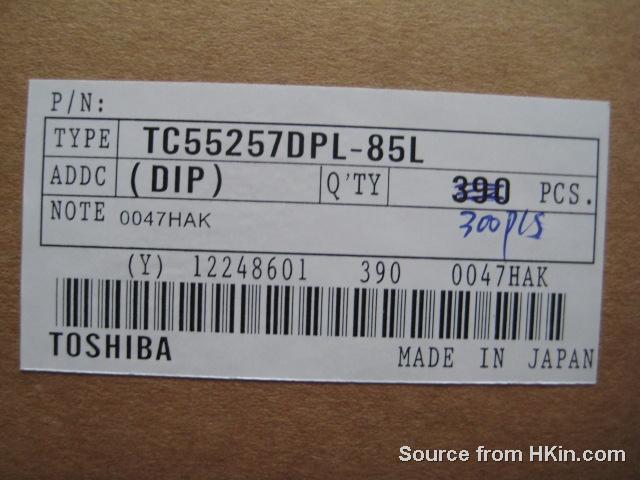 P/N:
TYPE TC55257DPL-85L
ADDC (DIP) Q'TY 390 PCS.
NOTE 0047HAK 300pcs
(Y) 12248601 390 0047HAK
TOSHIBA MADE IN JAPAN
Source from HKin.com